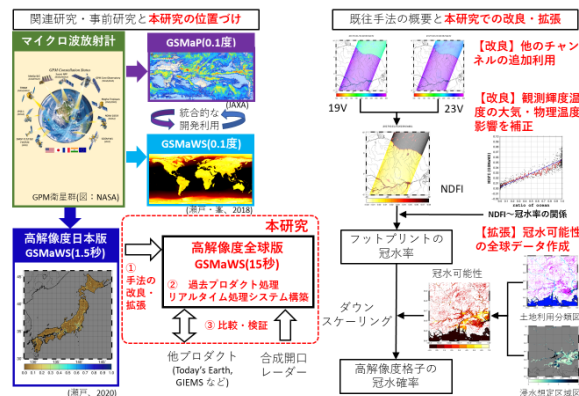 関連研究・事前研究と本研究の位置づけ
マイクロ波放射計
GPM衛星群(図：NASA)
GSMaP(0.1度)
(JAXA)
統合的な
開発利用
GSMaWS(0.1度)
(瀬戸・峯、2018)
高解像度日本版
GSMaWS(1.5秒)
(瀬戸、2020)
①
手法の
改良・
拡張
本研究
高解像度全球版
GSMaWS(15秒)
② 過去プロダクト処理
リアルタイム処理システム構築
③ 比較・検証
他プロダクト
(Today's Earth,
GIEMS など)
合成開口
レーダー
既往手法の概要と本研究での改良・拡張
19V
23V
【改良】他のチャン
ネルの追加利用
【改良】観測輝度温
度の大気・物理温度
影響を補正
NDFI
ratio of ocean
NDFI～冠水率の関係
フットプリントの
冠水率
【拡張】冠水可能性
の全球データ作成
冠水可能性
ダウン
スケーリング
土地利用分類図
浸水想定区域図
高解像度格子の
冠水確率